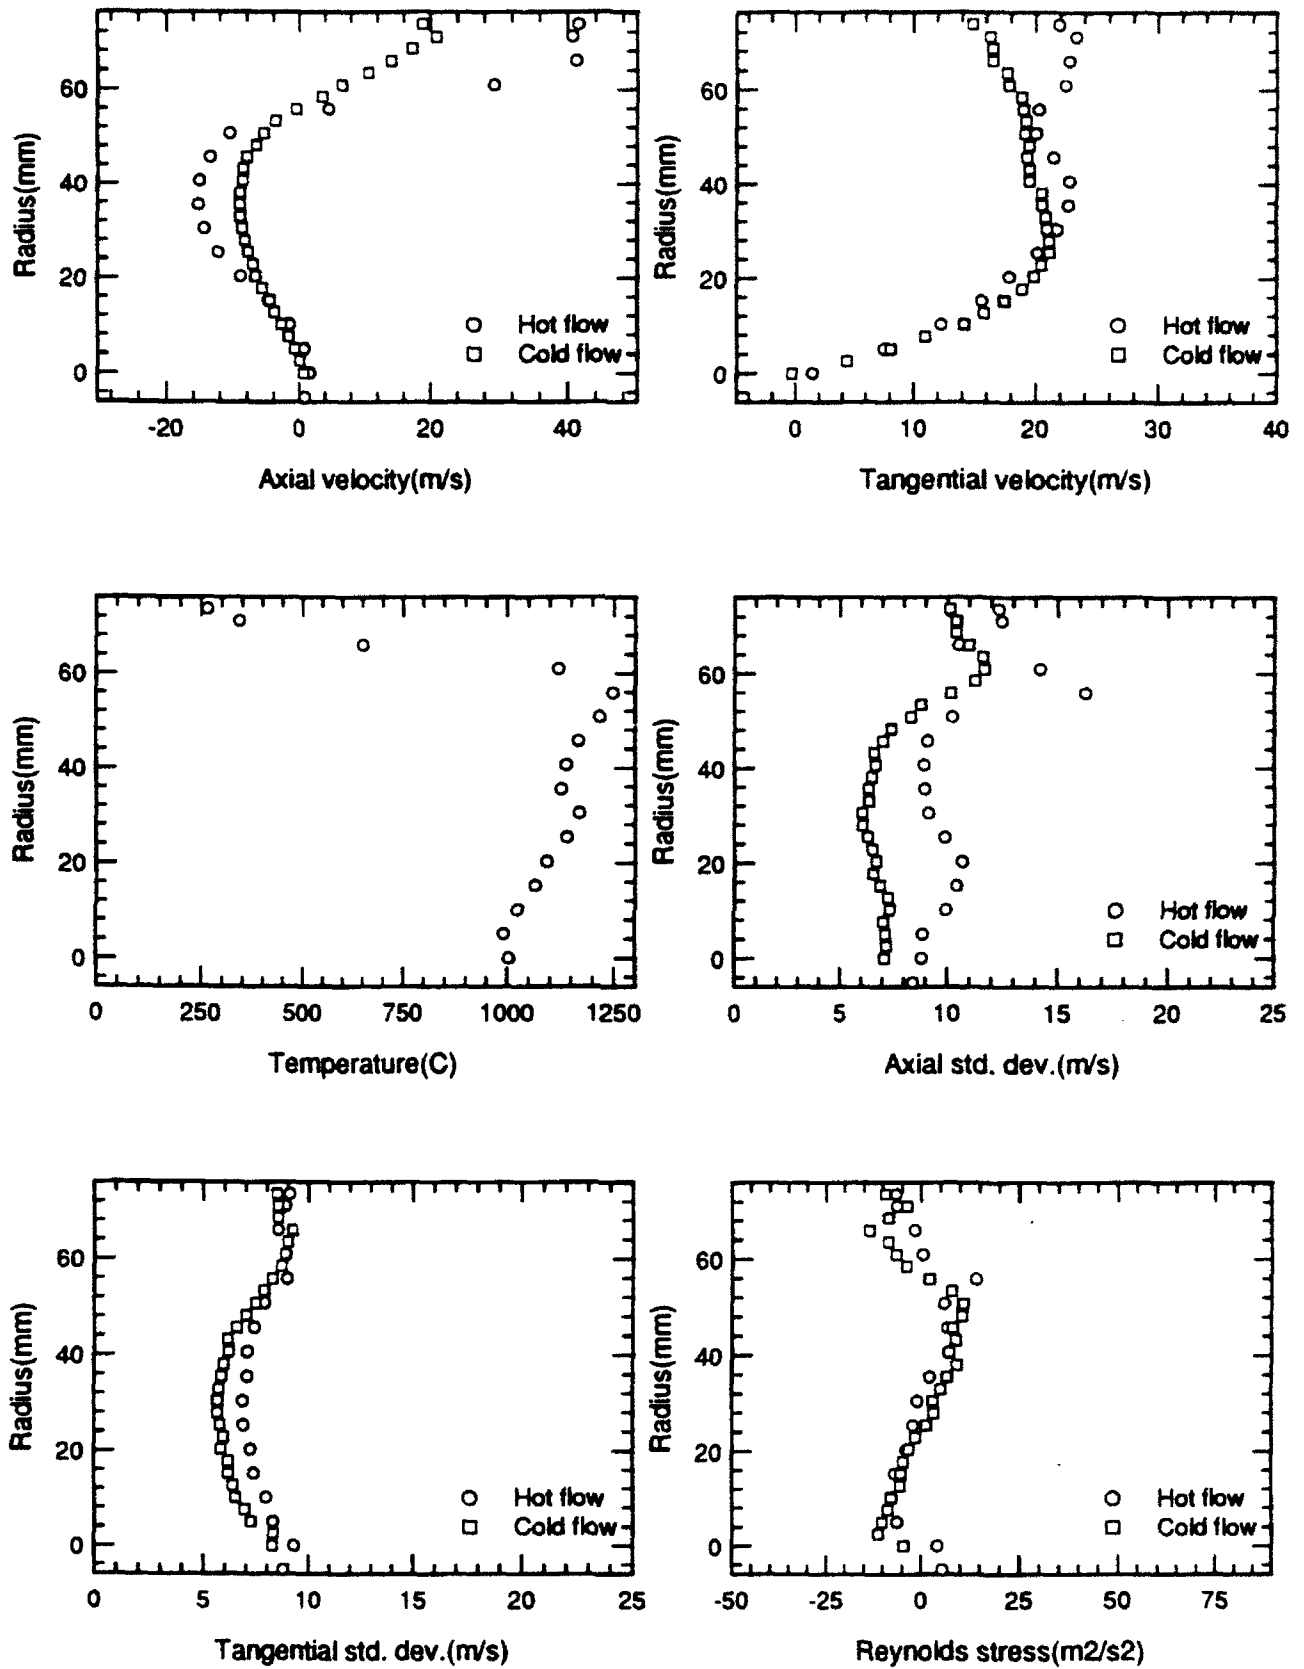 60
40
20
0
Radius(mm)
Hot flow
Cold flow
-20 0 20 40
Axial velocity(m/s)
60
40
20
0
Radius(mm)
Hot flow
Cold flow
0 10 20 30 40
Tangential velocity(m/s)
60
40
20
0
Radius(mm)
0 250 500 750 1000 1250
Temperature(C)
60
40
20
0
Radius(mm)
Hot flow
Cold flow
0 5 10 15 20 25
Axial std. dev.(m/s)
60
40
20
0
Radius(mm)
Hot flow
Cold flow
0 5 10 15 20 25
Tangential std. dev.(m/s)
60
40
20
0
Radius(mm)
Hot flow
Cold flow
-50 -25 0 25 50 75
Reynolds stress(m2/s2)